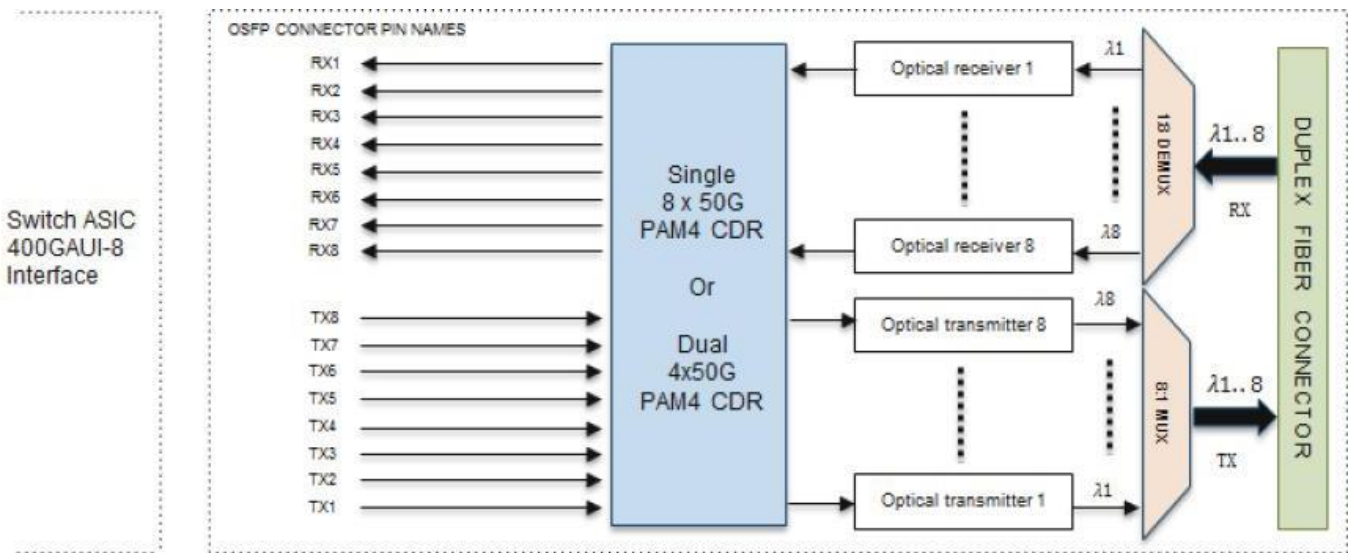 OSFP CONNECTOR PIN NAMES
RX1
RX2
RX3
RX4
RX5
RX6
RX7
RX8
TX8
TX7
TX6
TX5
TX4
TX3
TX2
TX1
Switch ASIC
400GAUI-8
Interface
Single
8 x 50G
PAM4 CDR
Or
Dual
4x50G
PAM4 CDR
Optical receiver 1
Optical receiver 8
Optical transmitter 8
Optical transmitter 1
λ1
λ8
λ8
λ1
1:8 DEMUX
8:1 MUX
λ1..8
RX
λ1..8
TX
DUPLEX FIBER CONNECTOR